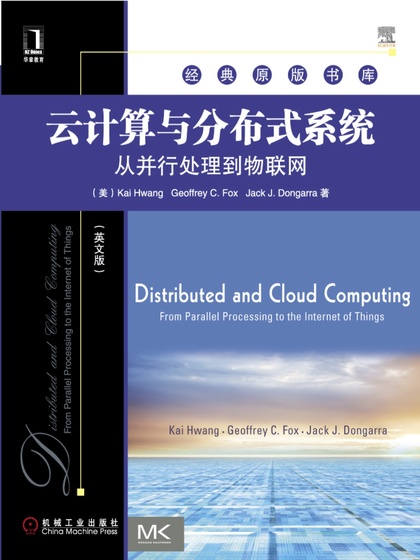 华章教育
ELSEVIER
经典原版书库
云计算与分布式系统
从并行处理到物联网
（美）Kai Hwang Geoffrey C. Fox Jack J. Dongarra 著
（英文版）
Distributed and Cloud Computing
From Parallel Processing to the Internet of Things
Distributed and Cloud Computing
From Parallel Processing to the Internet of Things
Kai Hwang · Geoffrey C. Fox · Jack J. Dongarra
机械工业出版社
China Machine Press
MK